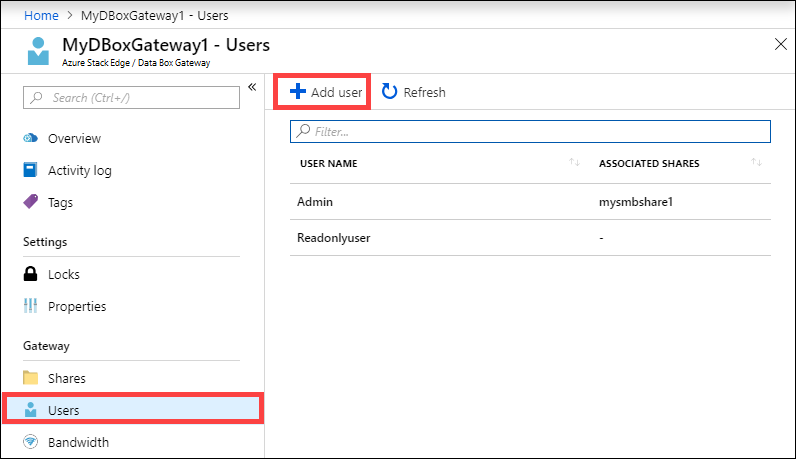 Home > MyDBoxGateway1 - Users
MyDBoxGateway1 - Users
Azure Stack Edge / Data Box Gateway
Search (Ctrl+/)
Overview
Activity log
Tags
Settings
Locks
Properties
Gateway
Shares
Users
Bandwidth
Add user Refresh
Filter...
USER NAME ASSOCIATED SHARES
Admin mysmbshare1
Readonlyuser -